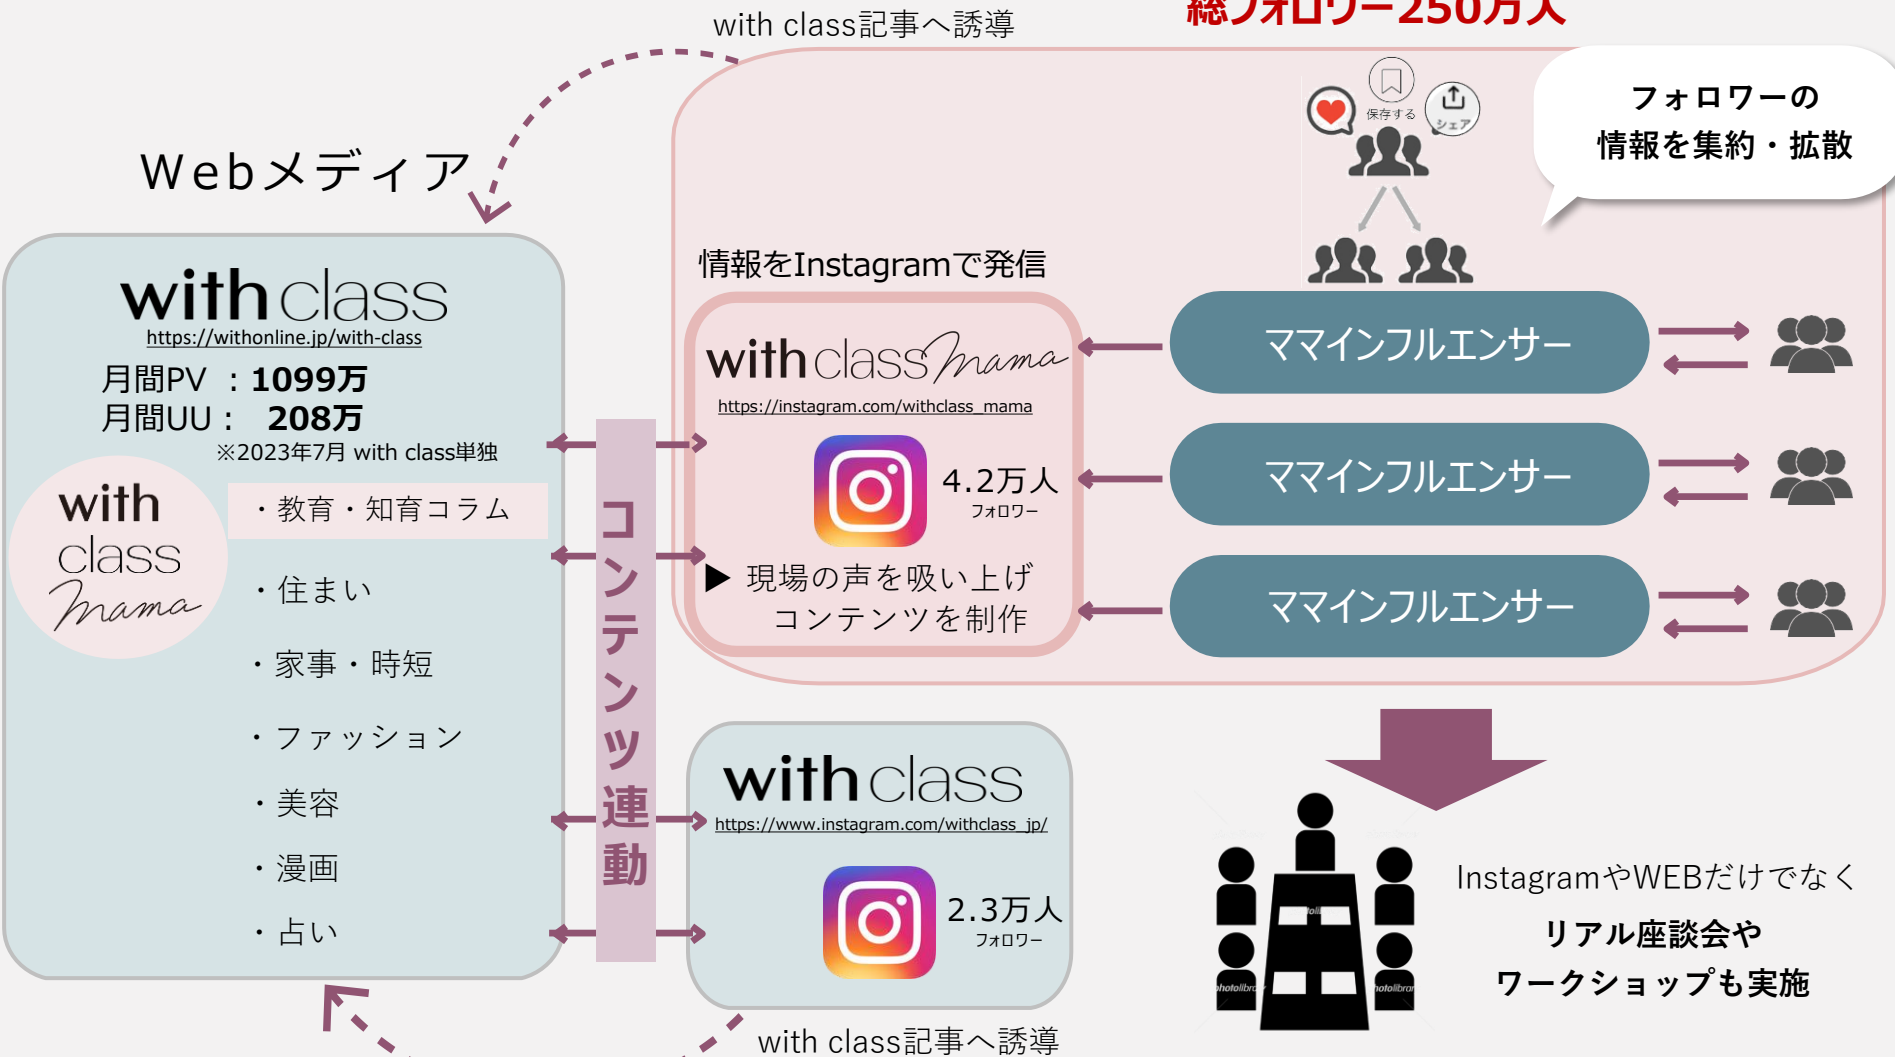 with class記事へ誘導
総フォロワー250万人
フォロワーの
情報を集約・拡散
保存する
シェア
Webメディア
with class
https://withonline.jp/with-class
月間PV ：1099万
月間UU： 208万
※2023年7月 with class単独
with
class
mama
・教育・知育コラム
・住まい
・家事・時短
・ファッション
・美容
・漫画
・占い
コンテンツ連動
情報をInstagramで発信
with class mama
https://instagram.com/withclass_mama
4.2万人
フォロワー
▶ 現場の声を吸い上げ
コンテンツを制作
ママインフルエンサー
ママインフルエンサー
ママインフルエンサー
with class
https://www.instagram.com/withclass_jp/
2.3万人
フォロワー
with class記事へ誘導
InstagramやWEBだけでなく
リアル座談会や
ワークショップも実施